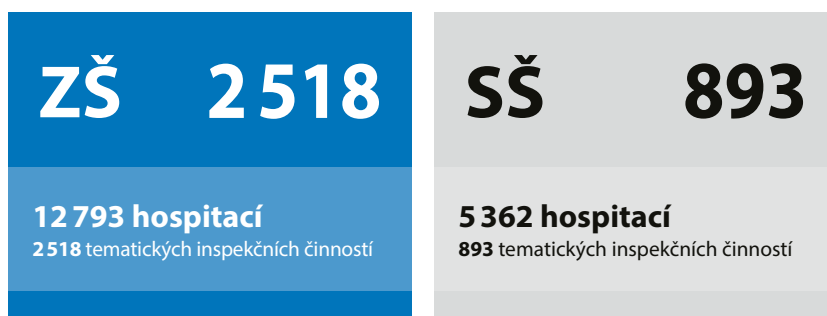 ZŠ 2 518
12 793 hospitací
2 518 tematických inspekčních činností
SŠ 893
5 362 hospitací
893 tematických inspekčních činností